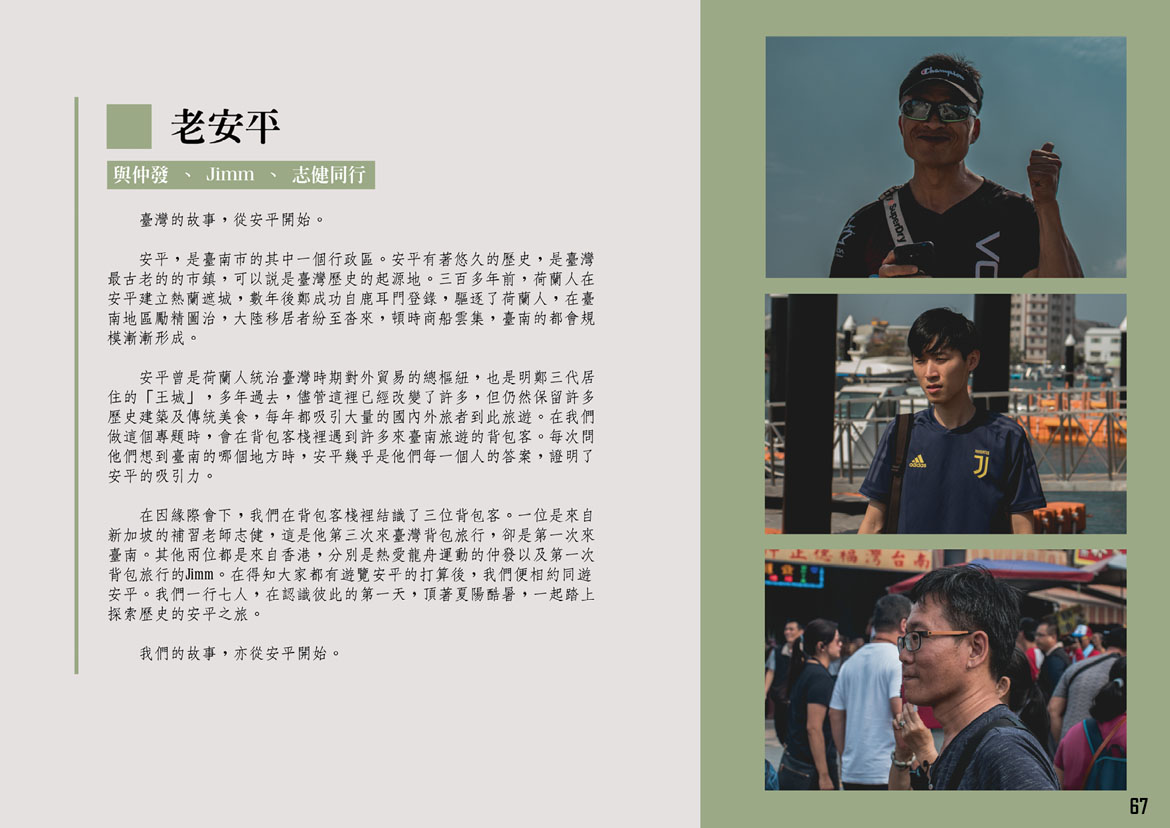 老安平
與仲發 、 Jimm 、 志健同行
臺灣的故事，從安平開始。
安平，是臺南市的其中一個行政區。安平有著悠久的歷史，是臺灣
最古老的的市鎮，可以說是臺灣歷史的起源地。三百多年前，荷蘭人在
安平建立熱蘭遮城，數年後鄭成功自鹿耳門登錄，驅逐了荷蘭人，在臺
南地區勵精圖治，大陸移居者紛至沓來，頓時商船雲集，臺南的都會規
模漸漸形成。
安平曾是荷蘭人統治臺灣時期對外貿易的總樞紐，也是明鄭三代居
住的「王城」，多年過去，儘管這裡已經改變了許多，但仍然保留許多
歷史建築及傳統美食，每年都吸引大量的國內外旅者到此旅遊。在我們
做這個專題時，會在背包客棧裡遇到許多來臺南旅遊的背包客。每次問
他們想到臺南的哪個地方時，安平幾乎是他們每一個人的答案，證明了
安平的吸引力。
在因緣際會下，我們在背包客棧裡結識了三位背包客。一位是來自
新加坡的補習老師志健，這是他第三次來臺灣背包旅行，卻是第一次來
臺南。其他兩位都是來自香港，分別是熱愛龍舟運動的仲發以及第一次
背包旅行的Jimm。在得知大家都有遊覽安平的打算後，我們便相約同遊
安平。我們一行七人，在認識彼此的第一天，頂著夏陽酷暑，一起踏上
探索歷史的安平之旅。
我們的故事，亦從安平開始。
Champion
SuperDry
adidas
正德福灣台南
67